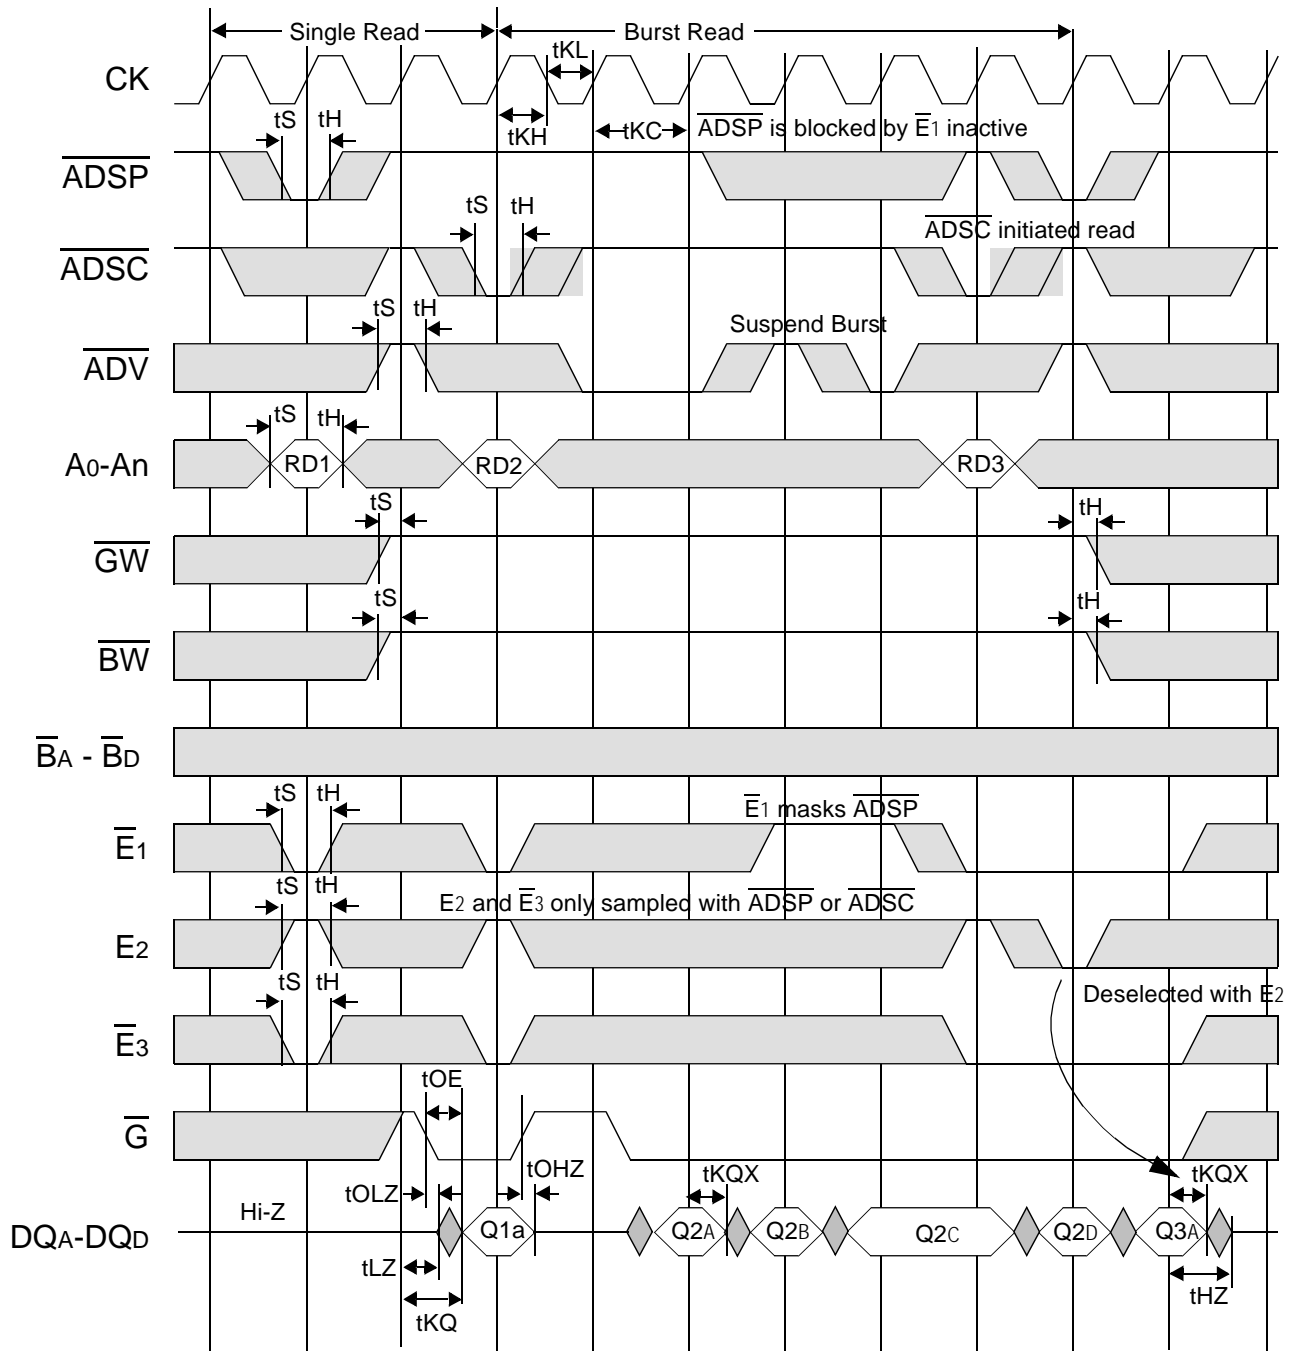 Single Read
Burst Read
tKL
CK
tS
tH
tKH
tKC
ADSP is blocked by E1 inactive
ADSP
tS
tH
ADSC initiated read
ADSC
tS
tH
Suspend Burst
ADV
tS
tH
A0-An
RD1
RD2
RD3
tS
tH
GW
tS
tH
BW
BA - BD
tS
tH
E1 masks ADSP
E1
tS
tH
E2 and E3 only sampled with ADSP or ADSC
E2
tS
tH
Deselected with E2
E3
tOE
G
tOHZ
tKQX
tKQX
tOLZ
Hi-Z
DQA-DQD
Q1a
Q2A
Q2B
Q2C
Q2D
Q3A
tLZ
tHZ
tKQ